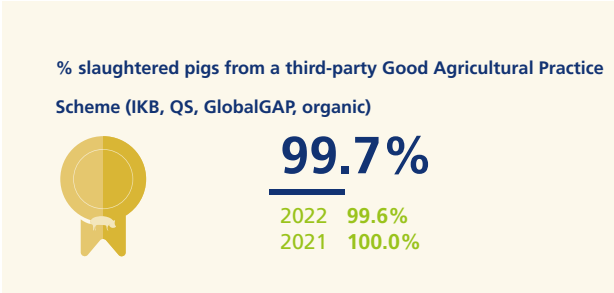 % slaughtered pigs from a third-party Good Agricultural Practice
Scheme (IKB, QS, GlobalGAP, organic)
99.7%
2022 99.6%
2021 100.0%